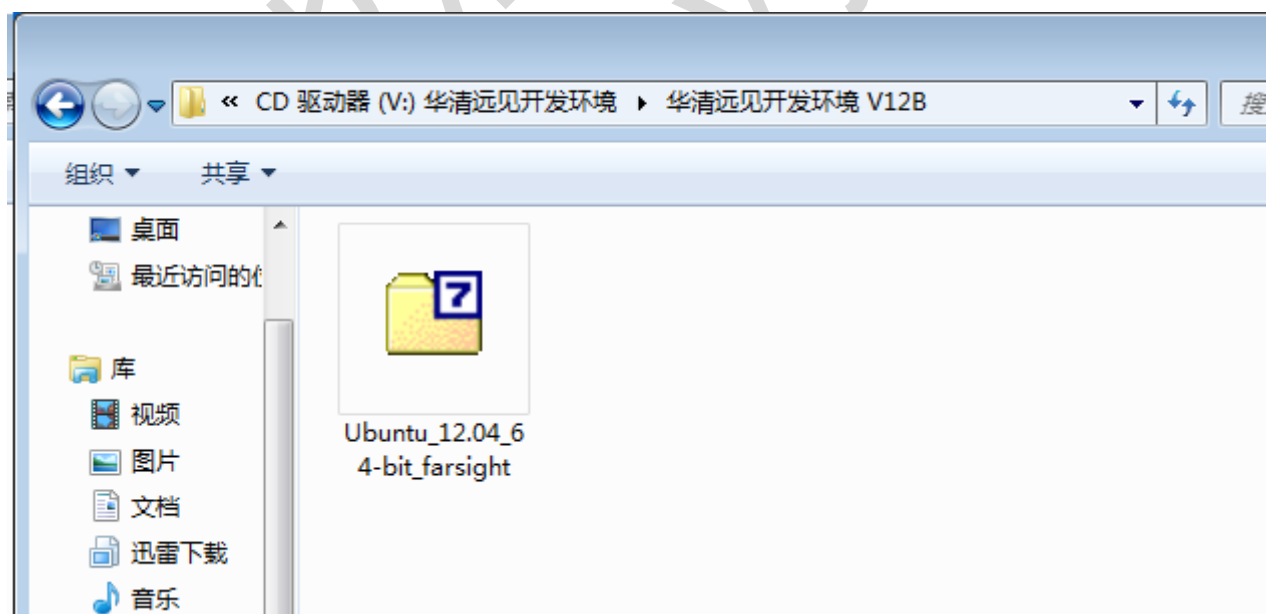 « CD 驱动器 (V:) 华清远见开发环境 ▸ 华清远见开发环境 V12B
组织 ▼ 共享 ▼
桌面
最近访问的
库
视频
图片
文档
迅雷下载
音乐
7
Ubuntu_12.04_6
4-bit_farsight